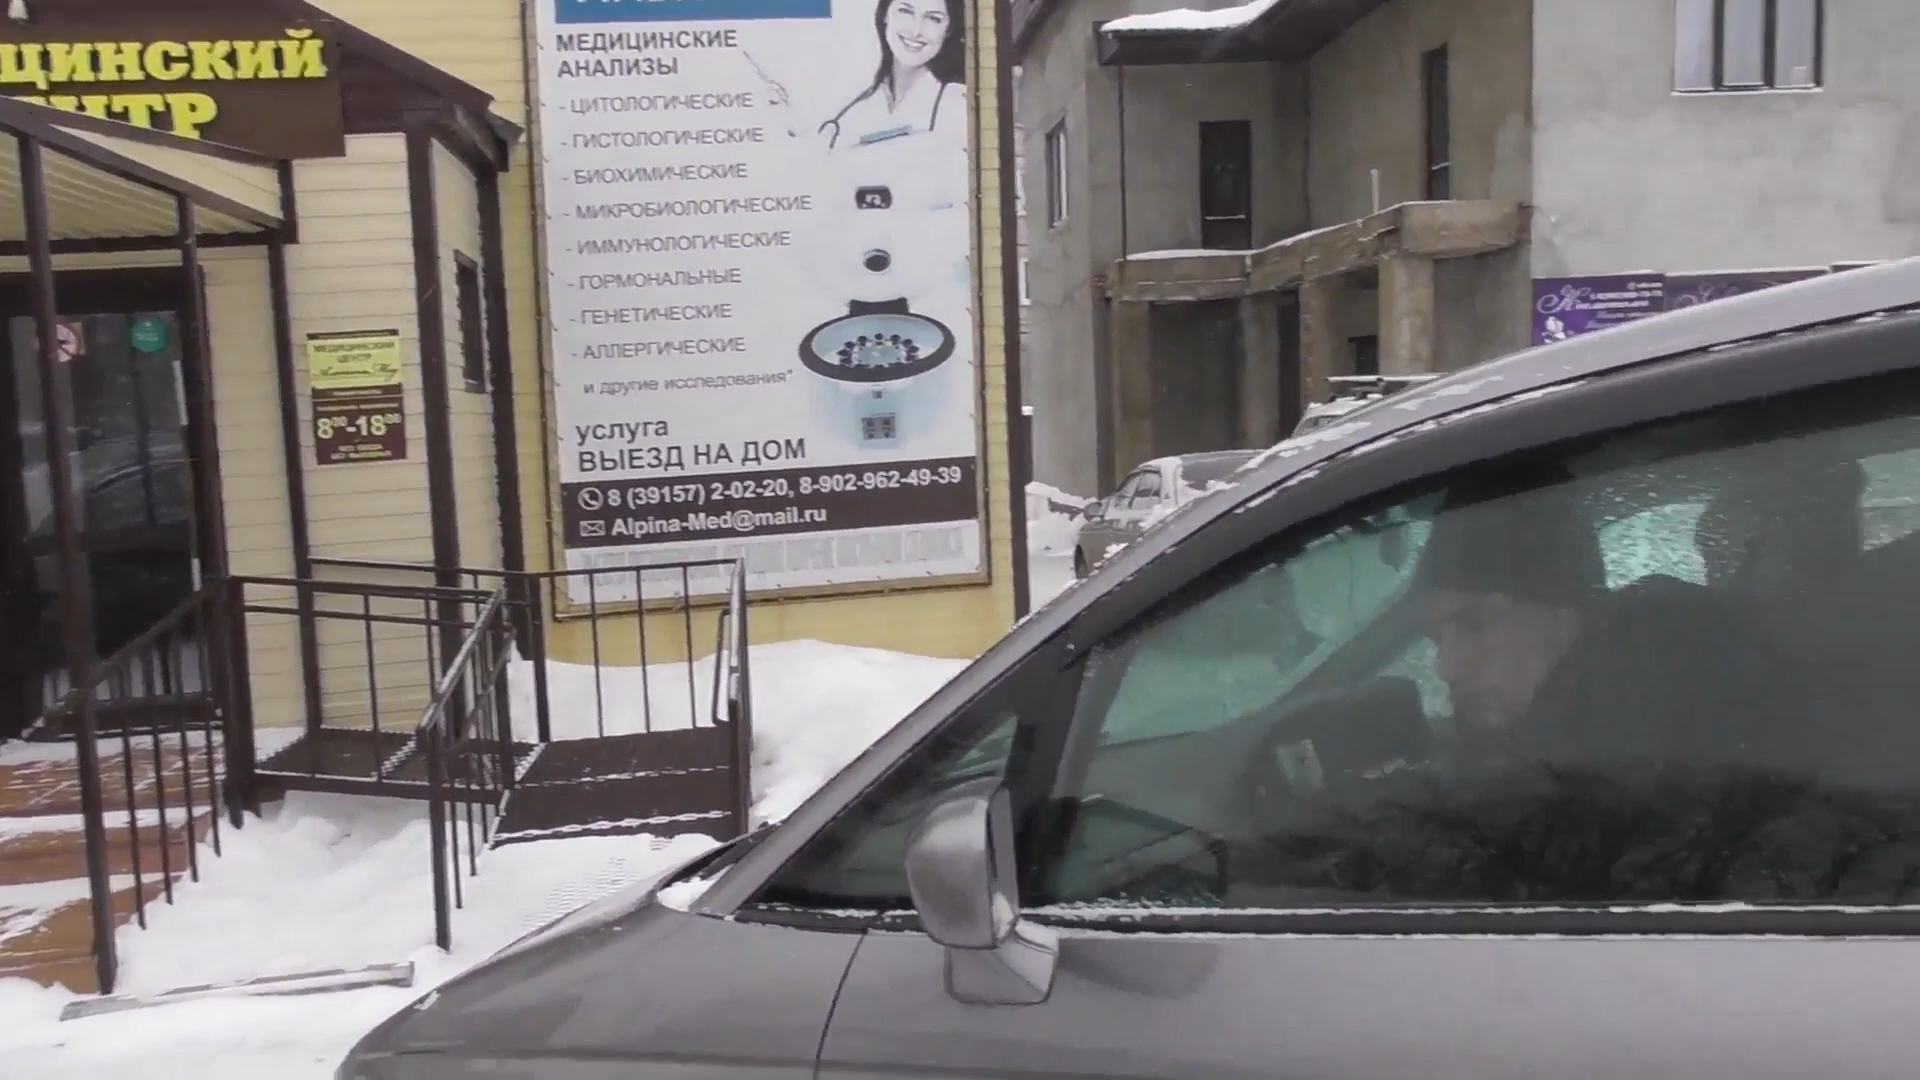 ЦИНСКИЙ
ЕНТР
МЕДИЦИНСКИЕ
АНАЛИЗЫ
- ЦИТОЛОГИЧЕСКИЕ
- ГИСТОЛОГИЧЕСКИЕ
- БИОХИМИЧЕСКИЕ
- МИКРОБИОЛОГИЧЕСКИЕ
- ИММУНОЛОГИЧЕСКИЕ
- ГОРМОНАЛЬНЫЕ
- ГЕНЕТИЧЕСКИЕ
- АЛЛЕРГИЧЕСКИЕ
и другие исследования*
услуга
ВЫЕЗД НА ДОМ
8 (39157) 2-02-20, 8-902-962-49-39
Alpina-Med@mail.ru
МЕДИЦИНСКИЙ
ЦЕНТР
8⁰⁰-18⁰⁰